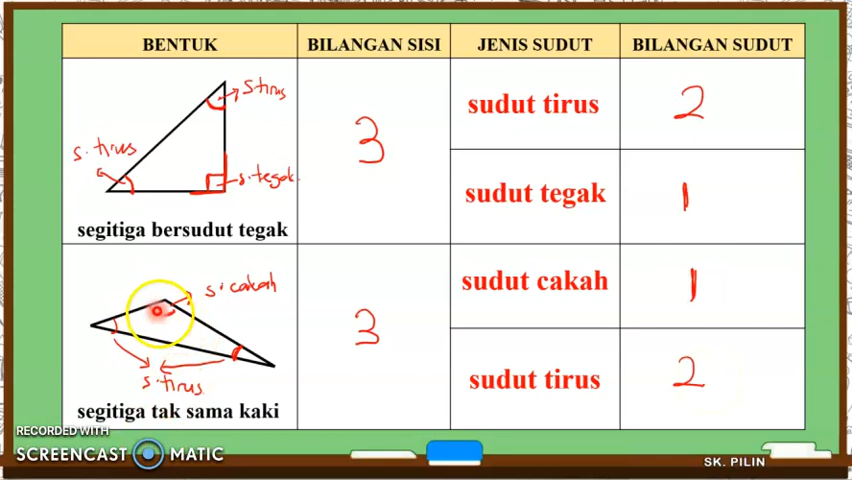 BENTUK
BILANGAN SISI
JENIS SUDUT
BILANGAN SUDUT
s.tirus
s.tirus
s.tegak
segitiga bersudut tegak
3
sudut tirus
2
sudut tegak
1
s.cakah
s.tirus
segitiga tak sama kaki
3
sudut cakah
1
sudut tirus
2
RECORDED WITH
SCREENCAST MATIC
SK. PILIN